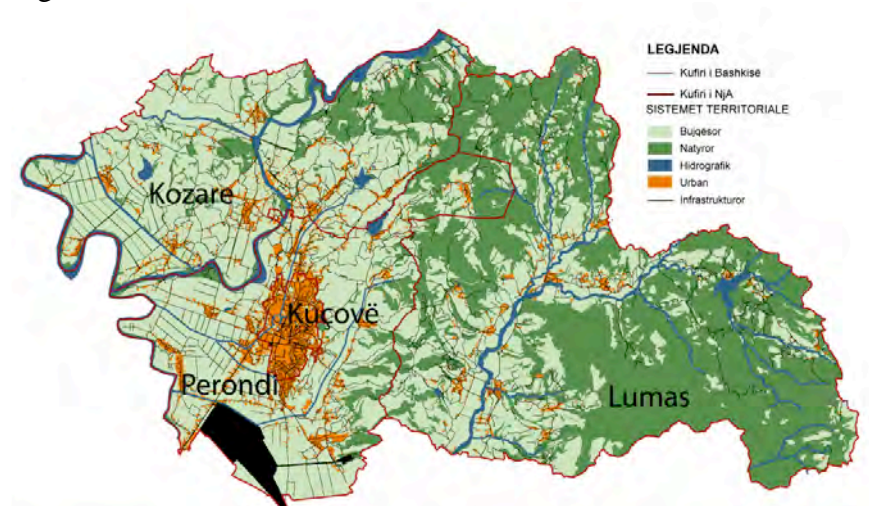 LEGJENDA
Kufiri i Bashkisë
Kufiri i NjA
SISTEMET TERRITORIALE
Bujqësor
Natyror
Hidrografik
Urban
Infrastrukturor
Kozare
Kuçovë
Perondi
Lumas